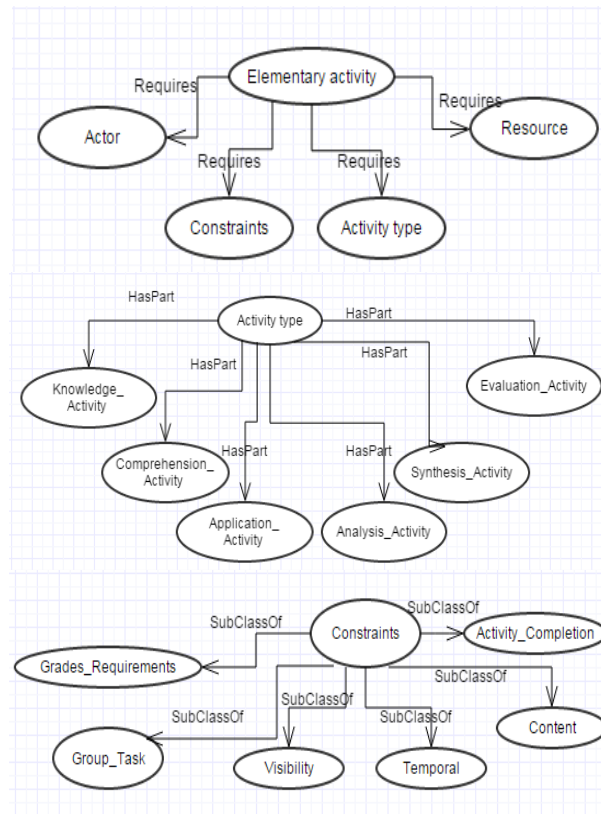 Elementary activity
Requires
Requires
Actor
Resource
Requires
Requires
Constraints
Activity type
HasPart
Activity type
HasPart
HasPart
HasPart
Knowledge_
Activity
Evaluation_Activity
HasPart
HasPart
Comprehension_
Activity
Synthesis_Activity
Application_
Activity
Analysis_Activity
SubClassOf
SubClassOf
Constraints
Activity_Completion
Grades_Requirements
SubClassOf
SubClassOf
SubClassOf
SubClassOf
Content
Group_Task
Visibility
Temporal